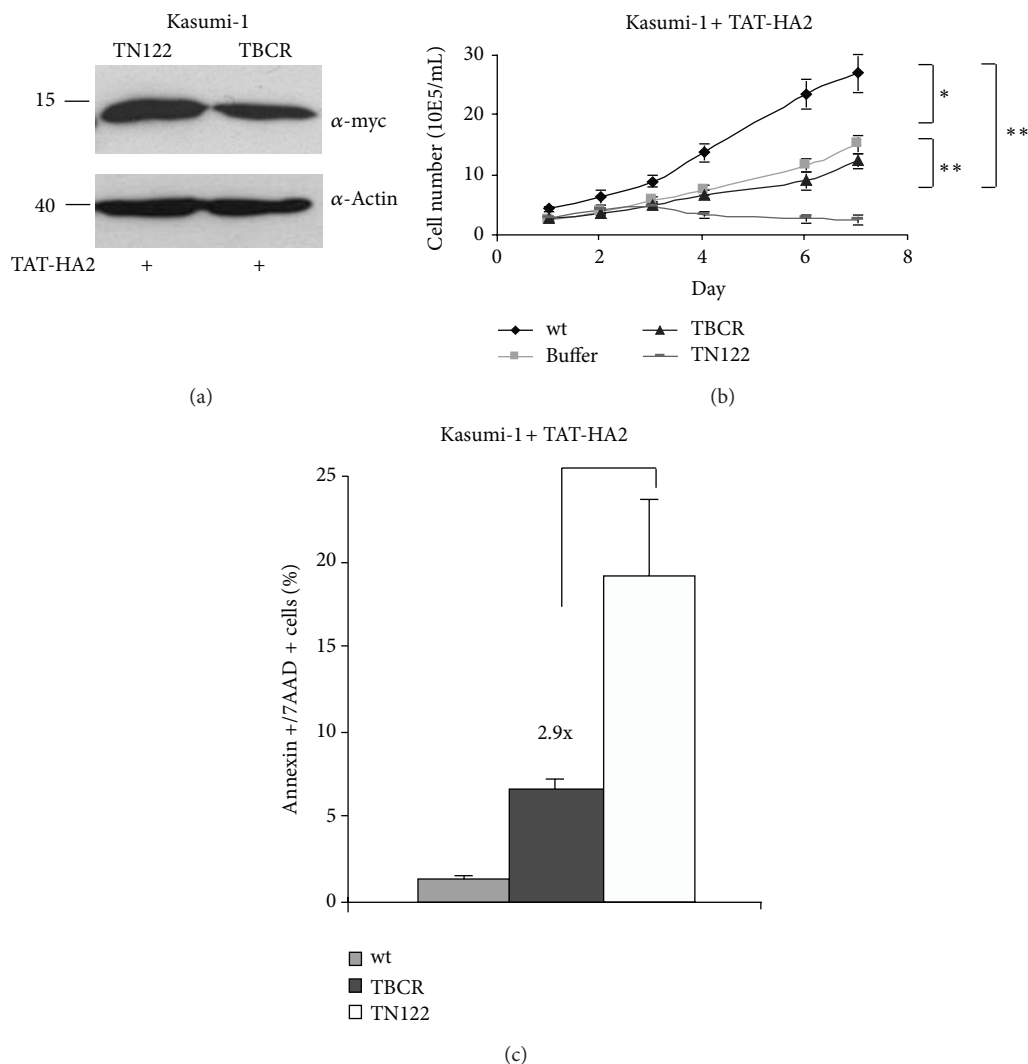 Kasumi-1
TN122 TBCR
15
α-myc
40
α-Actin
TAT-HA2 + +
(a)
Kasumi-1 + TAT-HA2
Cell number (10E5/mL)
30
20
10
0
0 2 4 6 8
Day
*
**
**
wt
Buffer
TBCR
TN122
(b)
Kasumi-1 + TAT-HA2
Annexin +/7AAD + cells (%)
25
20
15
10
5
0
2.9x
wt
TBCR
TN122
(c)